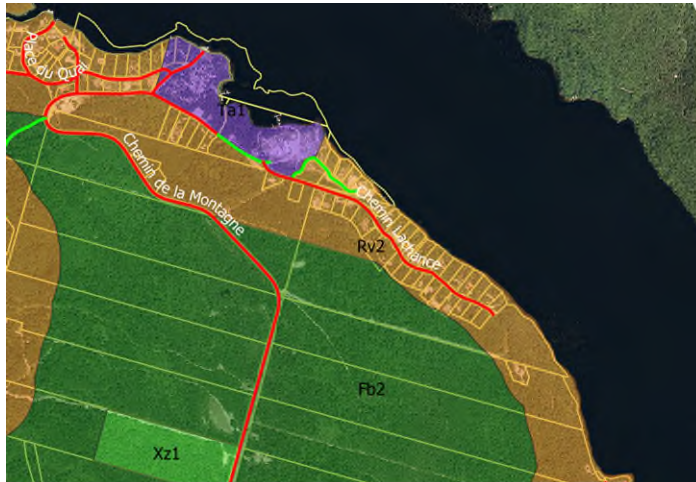 Place du Quai
Ta1
Chemin de la Montagne
Chemin Lachance
Rv2
Fb2
Xz1